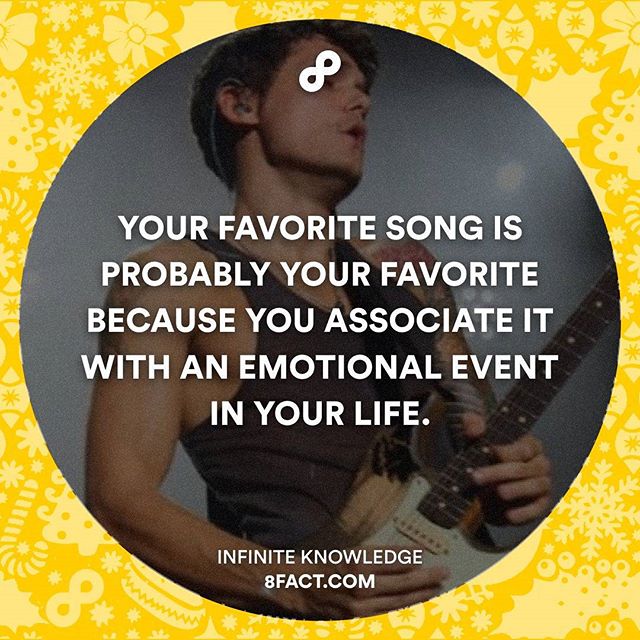 YOUR FAVORITE SONG IS
PROBABLY YOUR FAVORITE
BECAUSE YOU ASSOCIATE IT
WITH AN EMOTIONAL EVENT
IN YOUR LIFE.
INFINITE KNOWLEDGE
8FACT.COM